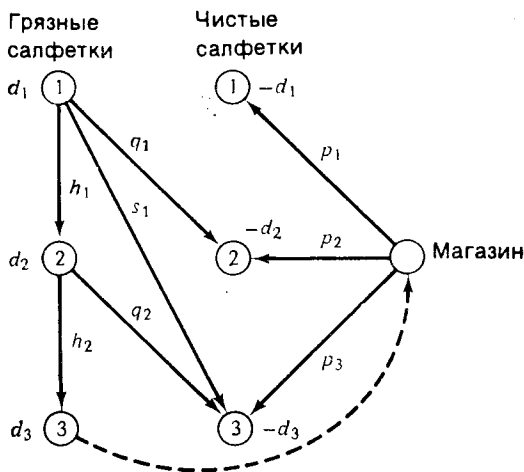 Грязные салфетки
Чистые салфетки
d₁ 1
1 -d₁
q₁
p₁
h₁
s₁
d₂ 2
2 -d₂
p₂
Магазин
q₂
h₂
p₃
d₃ 3
3 -d₃